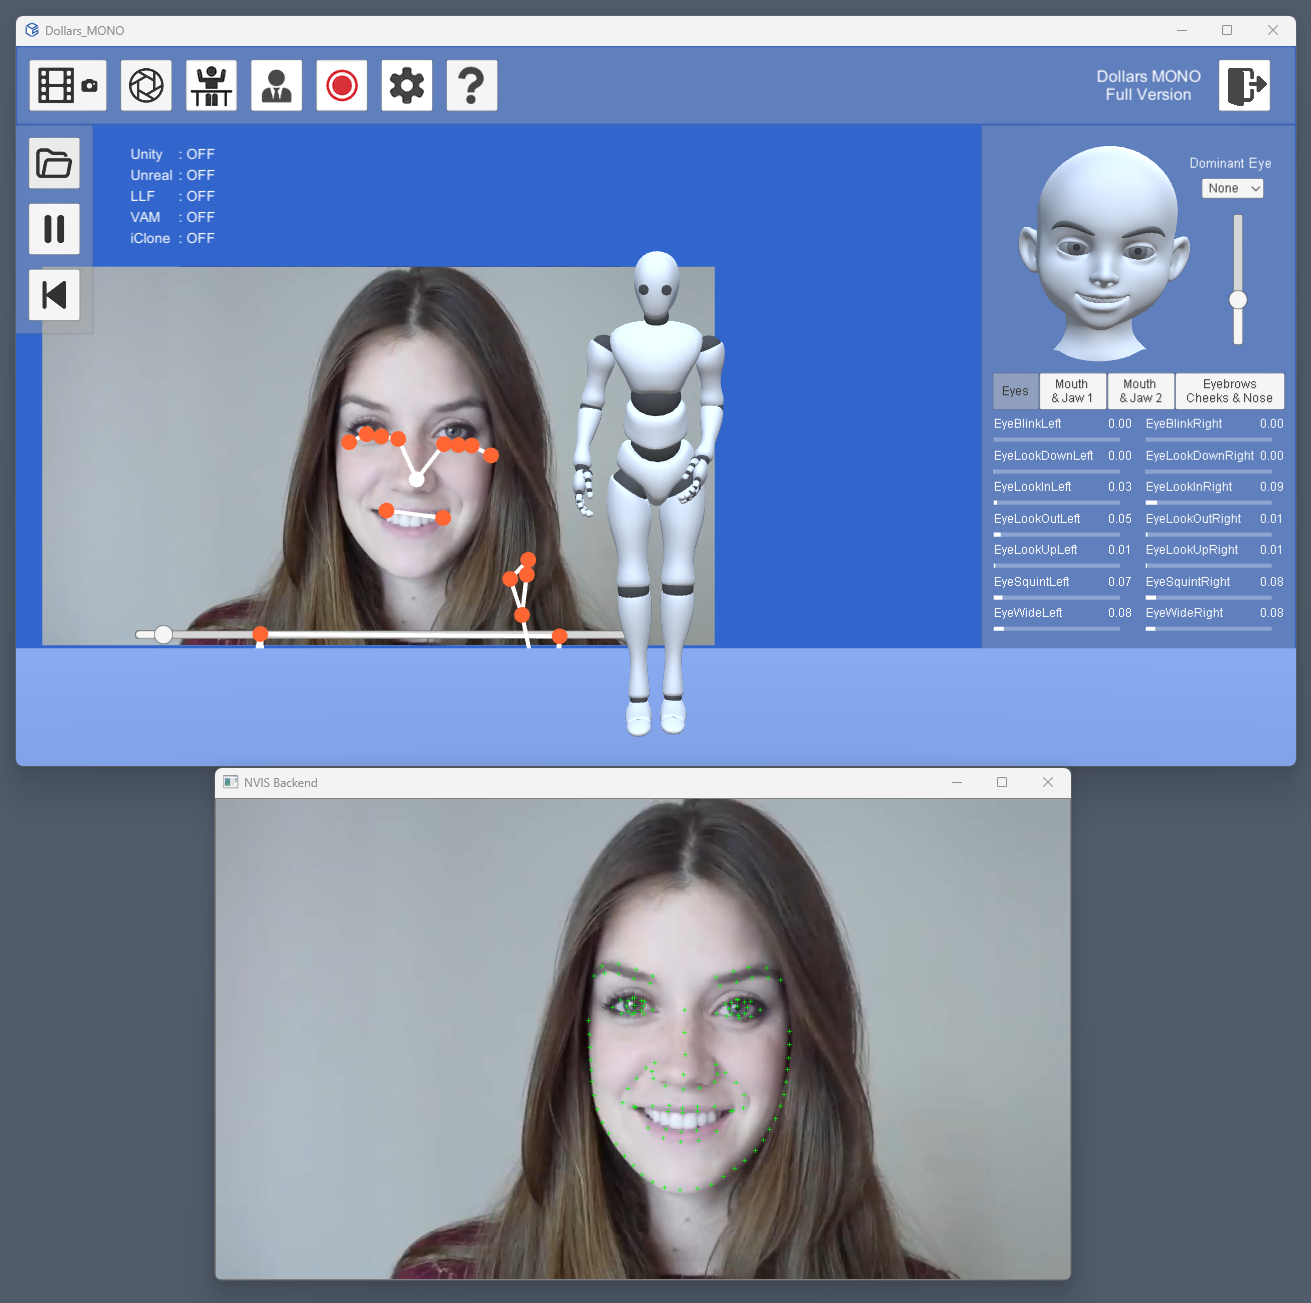 Dollars_MONO
Dollars MONO
Full Version
Unity : OFF
Unreal : OFF
LLF : OFF
VAM : OFF
iClone : OFF
Dominant Eye
None
Eyes
Mouth
& Jaw 1
Mouth
& Jaw 2
Eyebrows
Cheeks & Nose
EyeBlinkLeft 0.00 EyeBlinkRight 0.00
EyeLookDownLeft 0.00 EyeLookDownRight 0.00
EyeLookInLeft 0.03 EyeLookInRight 0.09
EyeLookOutLeft 0.05 EyeLookOutRight 0.01
EyeLookUpLeft 0.01 EyeLookUpRight 0.01
EyeSquintLeft 0.07 EyeSquintRight 0.08
EyeWideLeft 0.08 EyeWideRight 0.08
NVIS Backend